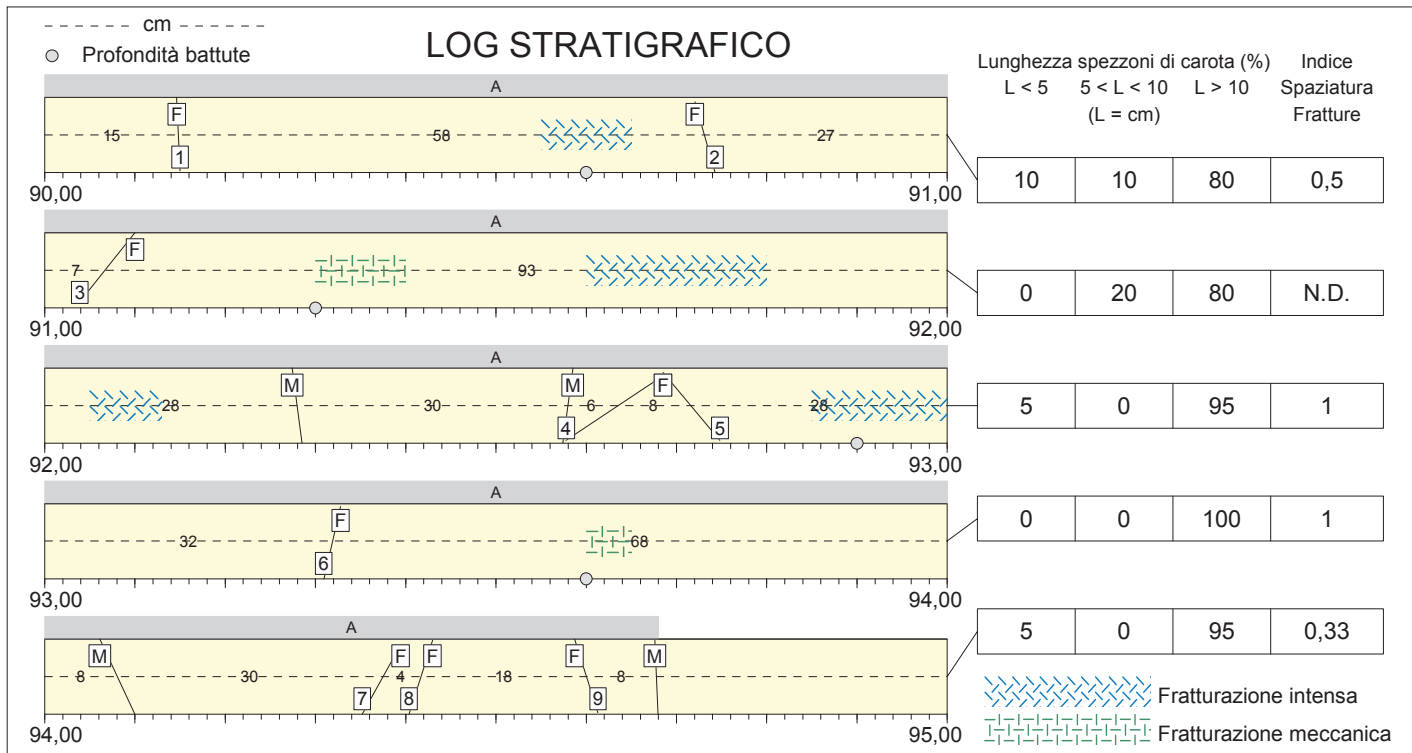 cm
Profondità battute
LOG STRATIGRAFICO
Lunghezza spezzoni di carota (%)
Indice
L < 5
5 < L < 10
L > 10
Spaziatura
(L = cm)
Fratture
A
F
F
15
58
27
1
2
90,00
91,00
10
10
80
0,5
A
F
7
93
3
91,00
92,00
0
20
80
N.D.
A
M
M
F
28
30
6
8
28
4
5
92,00
93,00
5
0
95
1
A
F
32
68
6
93,00
94,00
0
0
100
1
A
M
F
F
F
M
8
30
4
18
8
7
8
9
94,00
95,00
5
0
95
0,33
Fratturazione intensa
Fratturazione meccanica